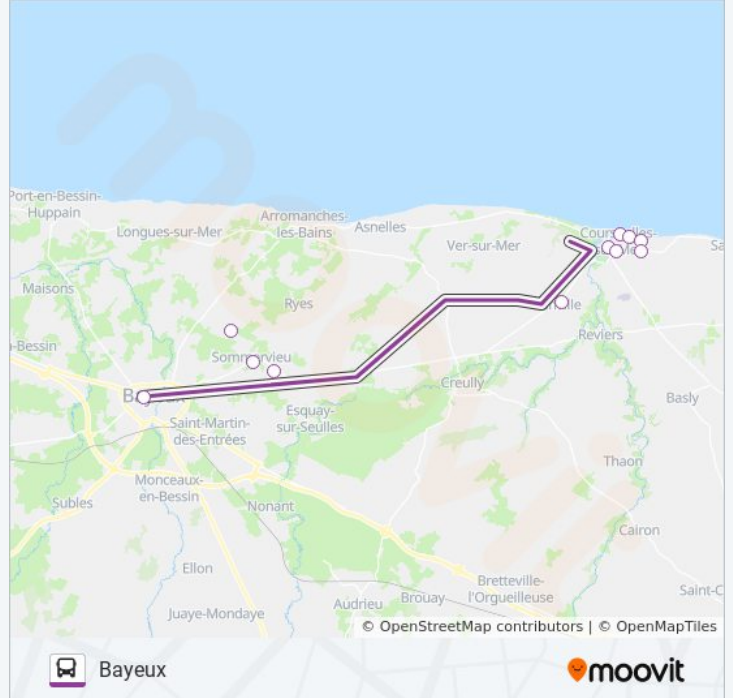 Port-en-Bessin-
Huppain
Longues-sur-Mer
Arromanches-
les-Bains
Asnelles
Ver-sur-Mer
Maisons
Ryes
Reviers
Creully
Basly
Esquay-
sur-Seulles
Saint-Martin-
des-Entrées
Thaon
Monceaux-
en-Bessin
Subles
Nonant
Cairon
Ellon
Bretteville-
l'Orgueilleuse
Saint-C
Audrieu
Brouay
Juaye-Mondaye
© OpenStreetMap contributors | © OpenMapTiles
Bayeux
moovit